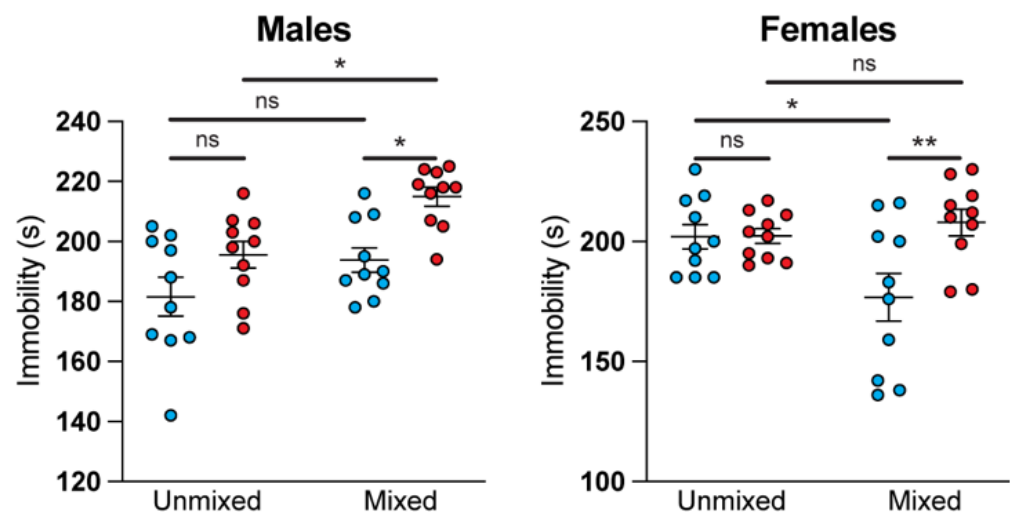 Males
Females
*
ns
ns
*
ns
*
ns
**
240
220
200
180
160
140
120
Immobility (s)
Unmixed
Mixed
250
200
150
100
Immobility (s)
Unmixed
Mixed